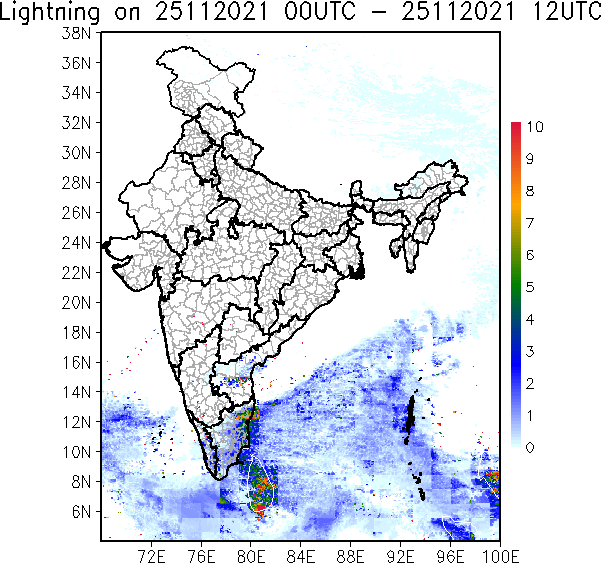 Lightning on 25112021 00UTC – 25112021 12UTC
38N
36N
34N
32N
30N
28N
26N
24N
22N
20N
18N
16N
14N
12N
10N
8N
6N
72E 76E 80E 84E 88E 92E 96E 100E
10
9
8
7
6
5
4
3
2
1
0